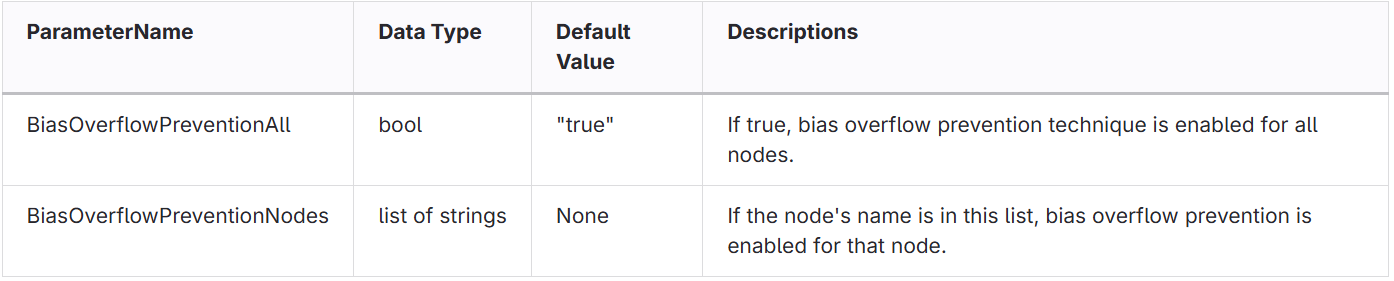 ParameterName Data Type Default Value Descriptions
BiasOverflowPreventionAll bool "true" If true, bias overflow prevention technique is enabled for all
nodes.
BiasOverflowPreventionNodes list of strings None If the node's name is in this list, bias overflow prevention is
enabled for that node.